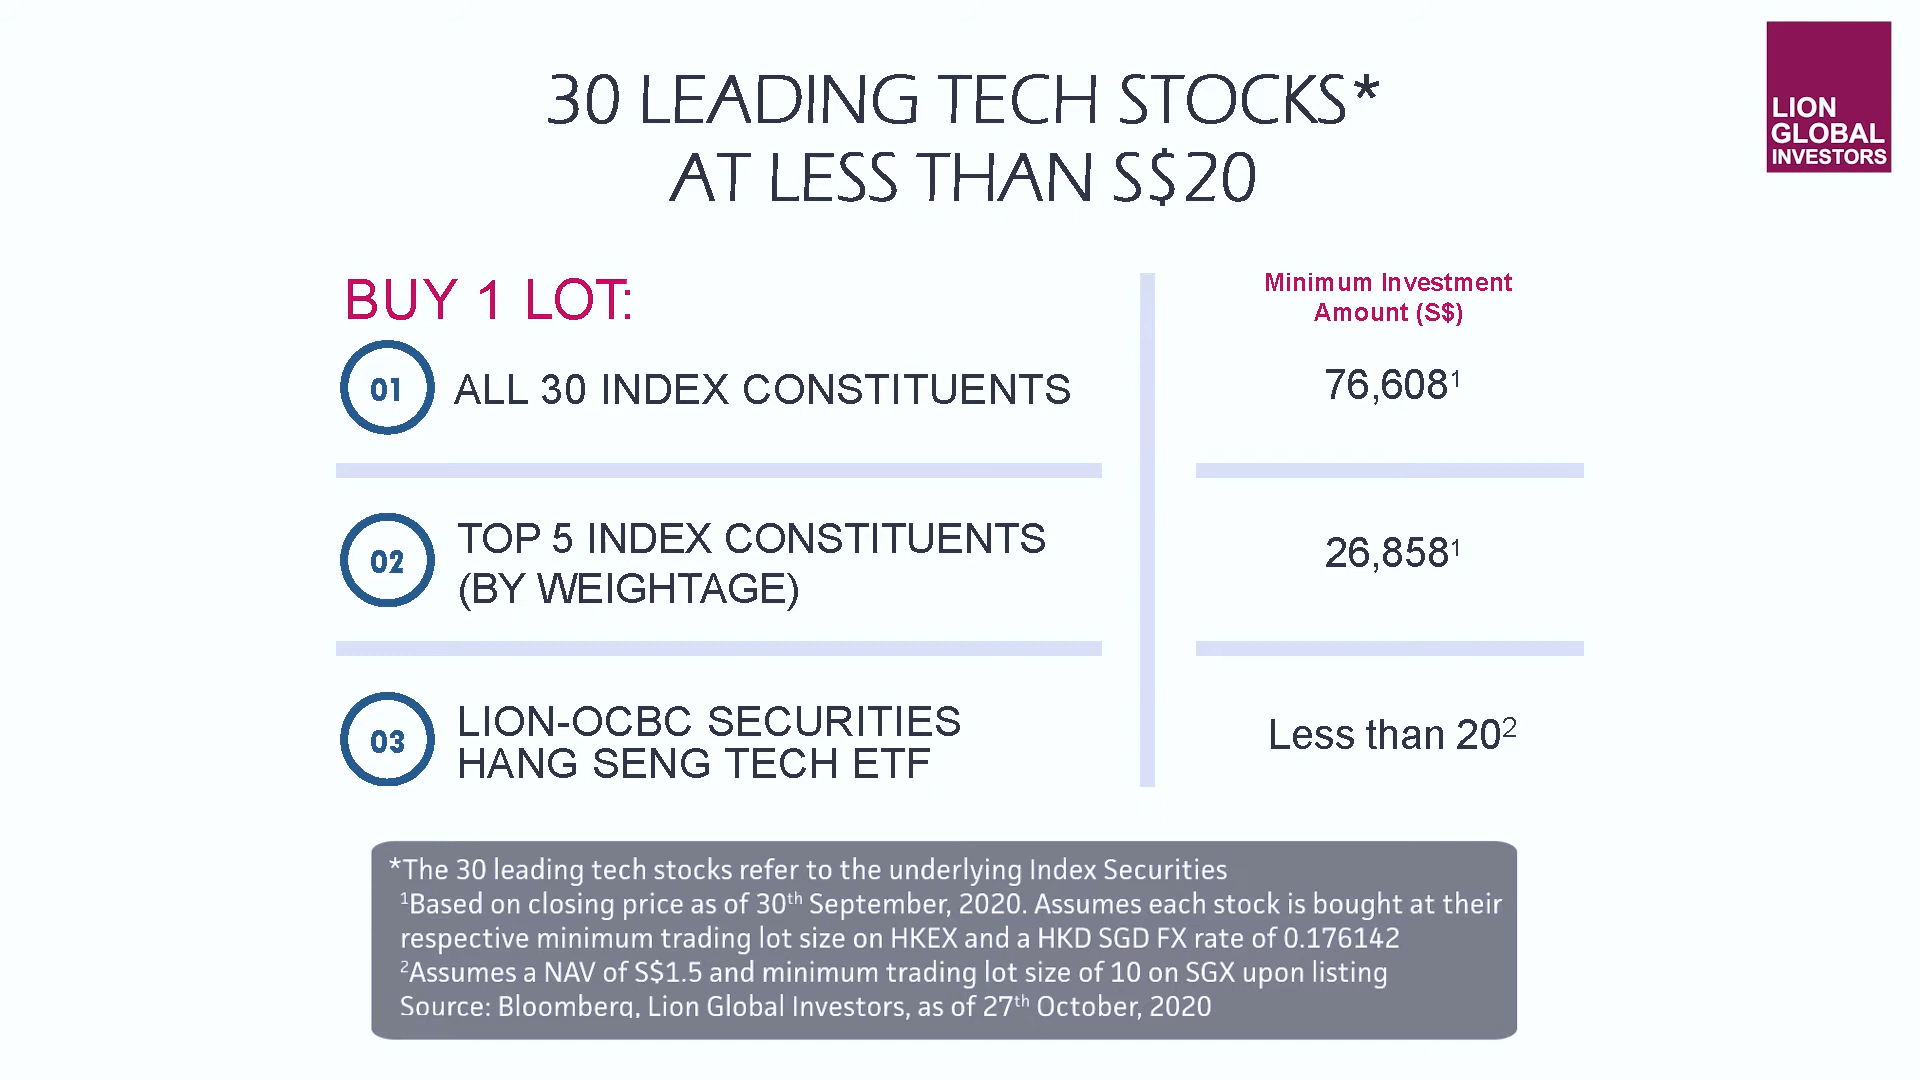 30 LEADING TECH STOCKS*
AT LESS THAN S$20
LION
GLOBAL
INVESTORS
BUY 1 LOT:
Minimum Investment
Amount (S$)
01
ALL 30 INDEX CONSTITUENTS
76,608¹
02
TOP 5 INDEX CONSTITUENTS
(BY WEIGHTAGE)
26,858¹
03
LION-OCBC SECURITIES
HANG SENG TECH ETF
Less than 20²
*The 30 leading tech stocks refer to the underlying Index Securities
¹Based on closing price as of 30th September, 2020. Assumes each stock is bought at their
respective minimum trading lot size on HKEX and a HKD SGD FX rate of 0.176142
²Assumes a NAV of S$1.5 and minimum trading lot size of 10 on SGX upon listing
Source: Bloomberg, Lion Global Investors, as of 27th October, 2020